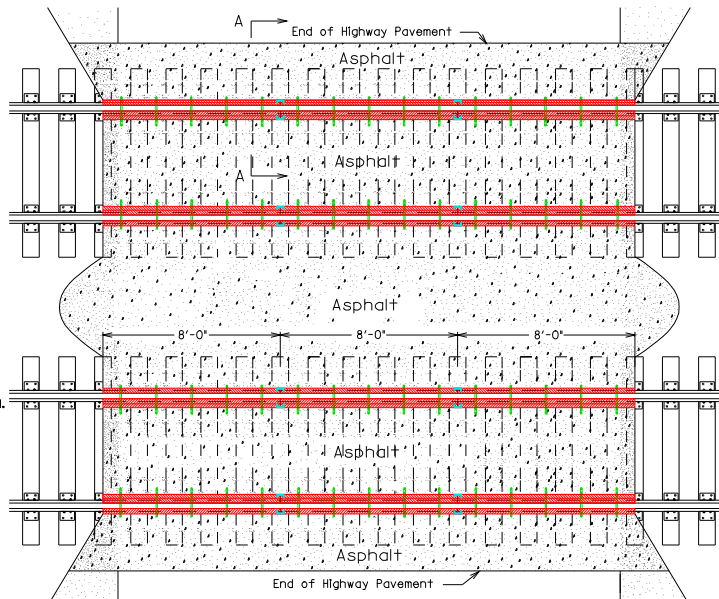 A
End of Highway Pavement
Asphalt
Asphalt
A
Asphalt
8'-0" 8'-0" 8'-0"
Asphalt
Asphalt
End of Highway Pavement